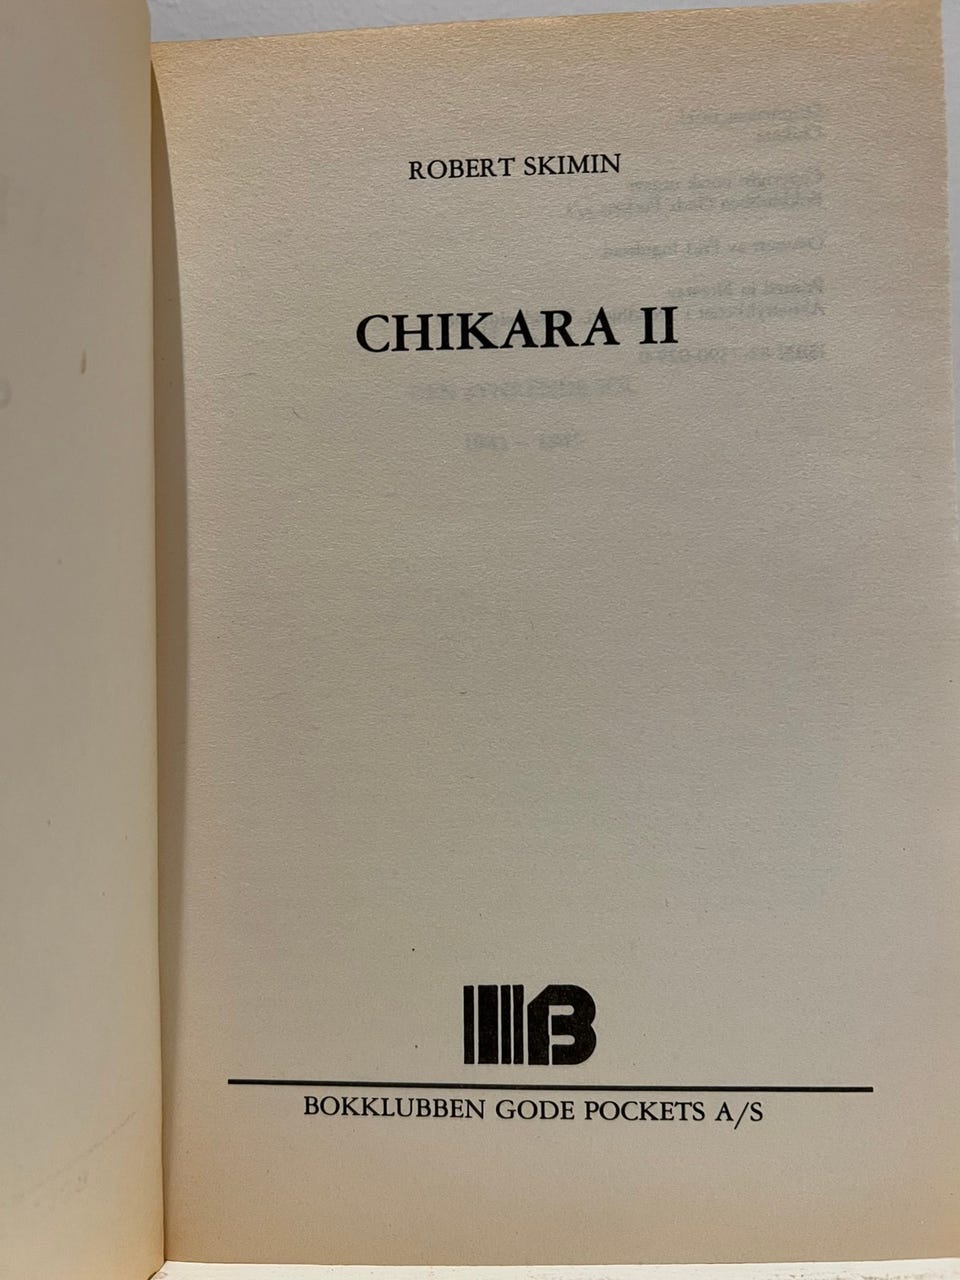 ROBERT SKIMIN
CHIKARA II
B
BOKKLUBBEN GODE POCKETS A/S